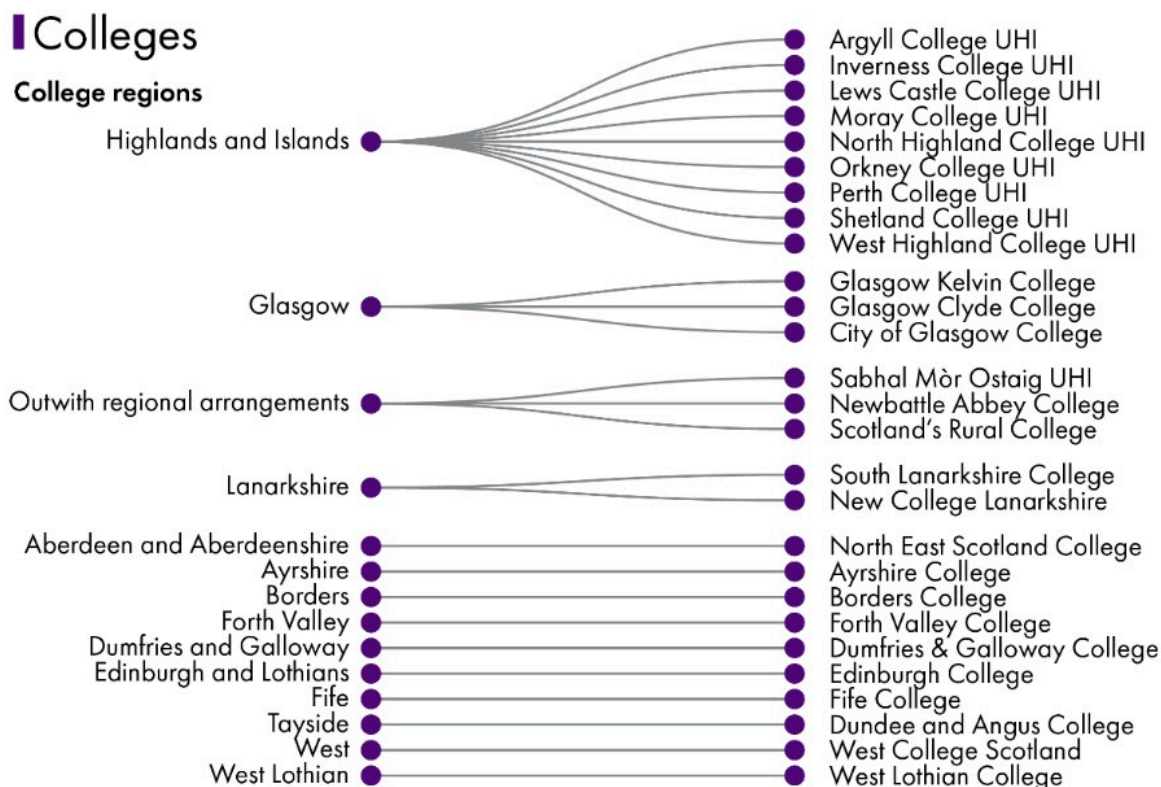 Colleges
College regions
Highlands and Islands
Argyll College UHI
Inverness College UHI
Lews Castle College UHI
Moray College UHI
North Highland College UHI
Orkney College UHI
Perth College UHI
Shetland College UHI
West Highland College UHI
Glasgow
Glasgow Kelvin College
Glasgow Clyde College
City of Glasgow College
Outwith regional arrangements
Sabhal Mòr Ostaig UHI
Newbattle Abbey College
Scotland's Rural College
Lanarkshire
South Lanarkshire College
New College Lanarkshire
Aberdeen and Aberdeenshire
North East Scotland College
Ayrshire
Ayrshire College
Borders
Borders College
Forth Valley
Forth Valley College
Dumfries and Galloway
Dumfries & Galloway College
Edinburgh and Lothians
Edinburgh College
Fife
Fife College
Tayside
Dundee and Angus College
West
West College Scotland
West Lothian
West Lothian College